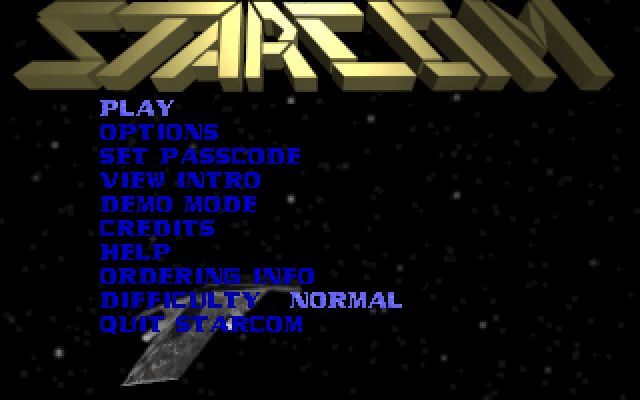 STARCOM
PLAY
OPTIONS
SET PASSCODE
VIEW INTRO
DEMO MODE
CREDITS
HELP
ORDERING INFO
DIFFICULTY NORMAL
QUIT STARCOM